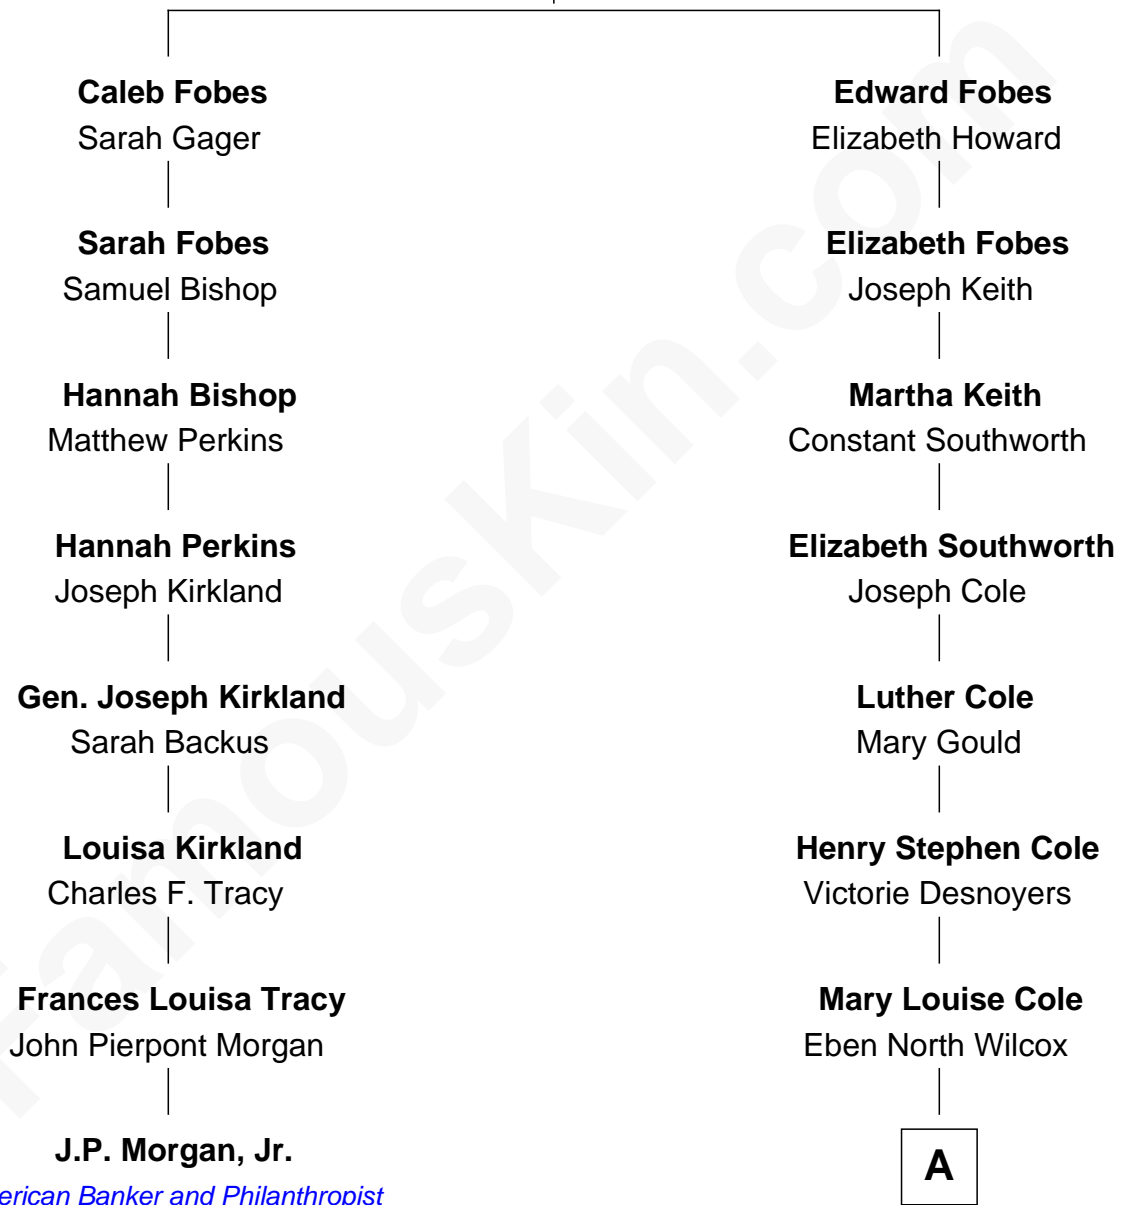 Caleb Fobes
Sarah Gager
Sarah Fobes
Samuel Bishop
Hannah Bishop
Matthew Perkins
Hannah Perkins
Joseph Kirkland
Gen. Joseph Kirkland
Sarah Backus
Louisa Kirkland
Charles F. Tracy
Frances Louisa Tracy
John Pierpont Morgan
J.P. Morgan, Jr.
erican Banker and Philanthropist
Edward Fobes
Elizabeth Howard
Elizabeth Fobes
Joseph Keith
Martha Keith
Constant Southworth
Elizabeth Southworth
Joseph Cole
Luther Cole
Mary Gould
Henry Stephen Cole
Victorie Desnoyers
Mary Louise Cole
Eben North Wilcox
A
FamousKin.com